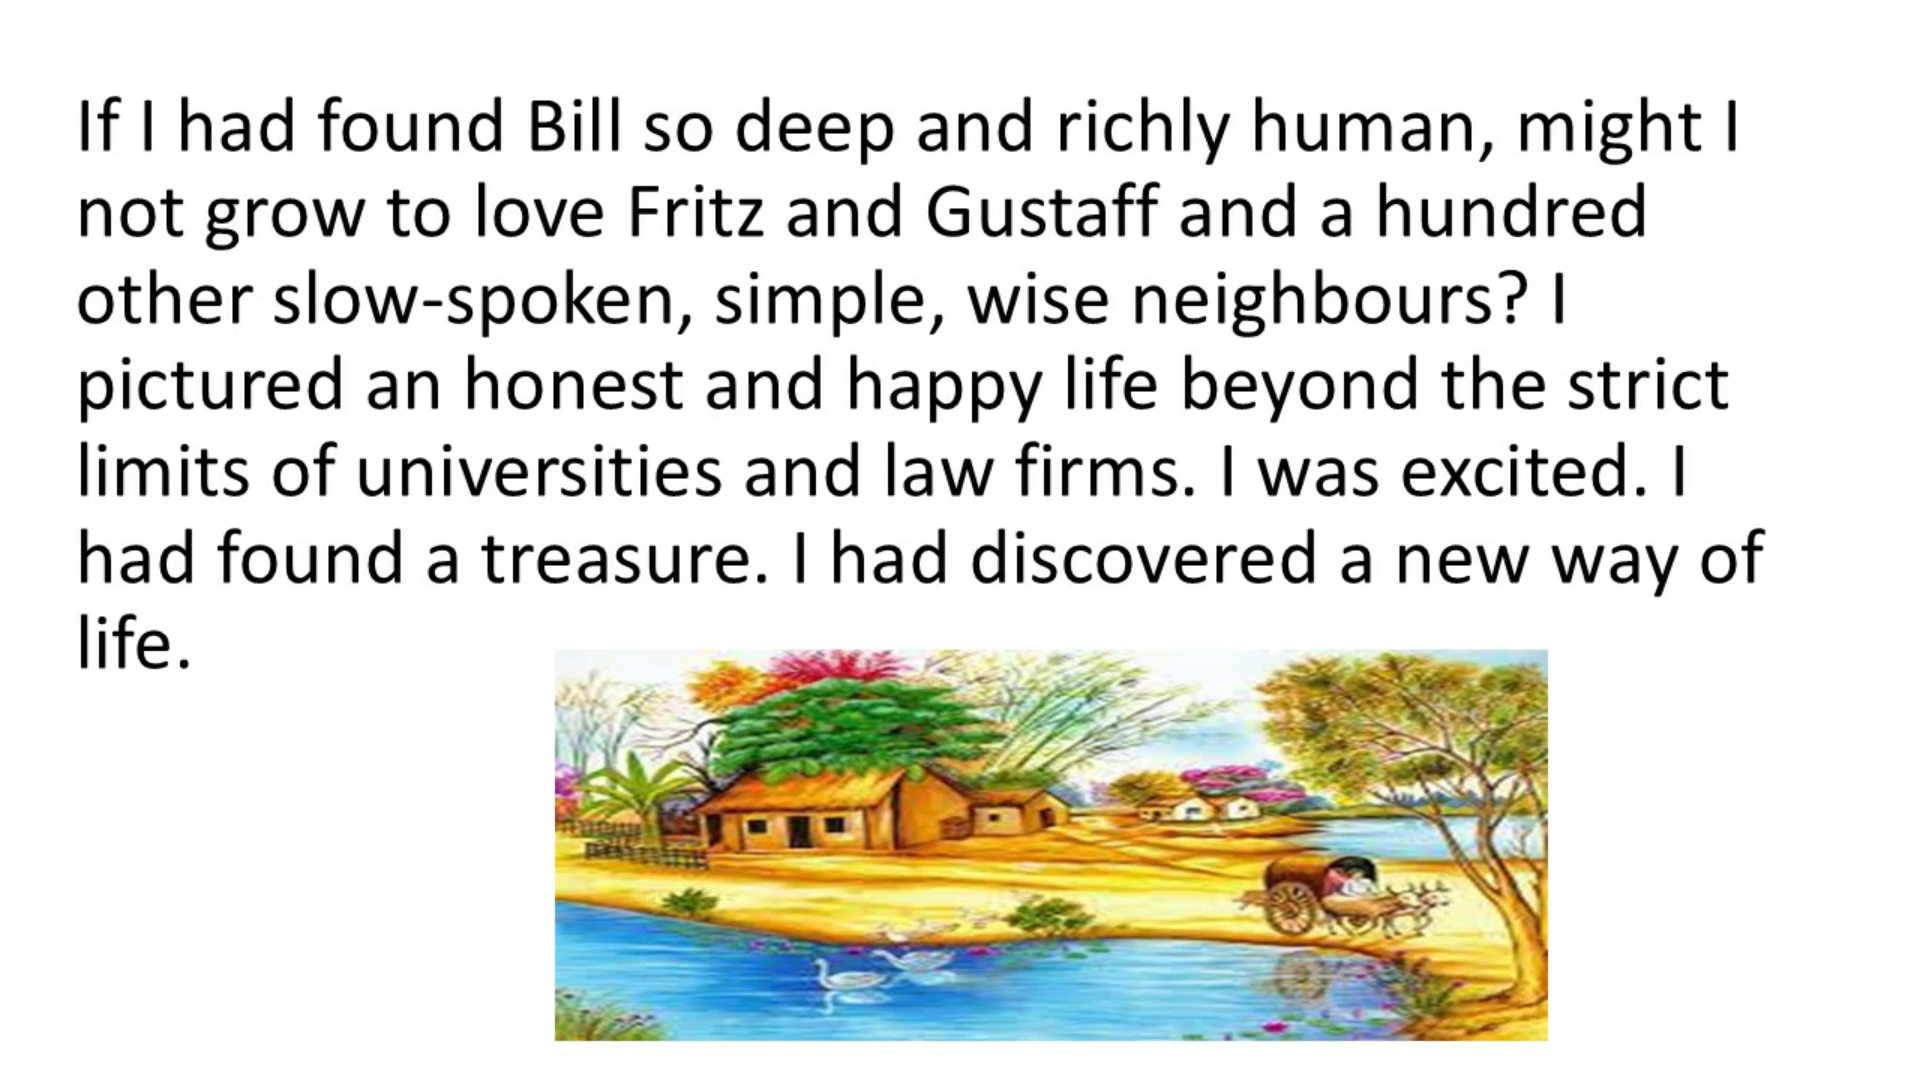 If I had found Bill so deep and richly human, might I
not grow to love Fritz and Gustaff and a hundred
other slow-spoken, simple, wise neighbours? I
pictured an honest and happy life beyond the strict
limits of universities and law firms. I was excited. I
had found a treasure. I had discovered a new way of
life.